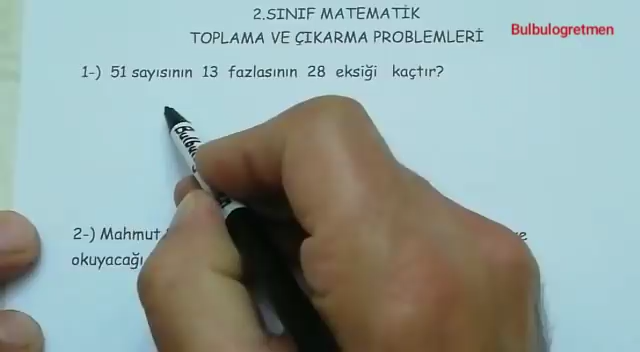 2.SINIF MATEMATİK
TOPLAMA VE ÇIKARMA PROBLEMLERİ
Bulbulogretmen
1-) 51 sayısının 13 fazlasının 28 eksiği kaçtır?
2-) Mahmut
okuyacağı